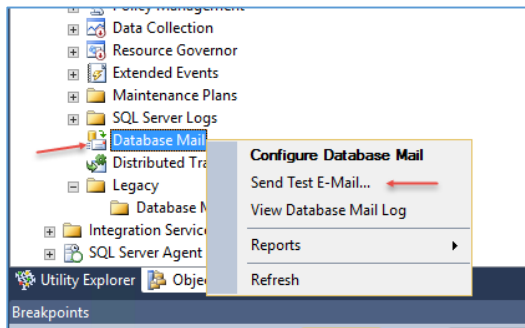 Policy Management
Data Collection
Resource Governor
Extended Events
Maintenance Plans
SQL Server Logs
Database Mail
Distributed Tra
Legacy
Database M
Integration Service
SQL Server Agent
Configure Database Mail
Send Test E-Mail...
View Database Mail Log
Reports
Refresh
Utility Explorer
Obje
Breakpoints